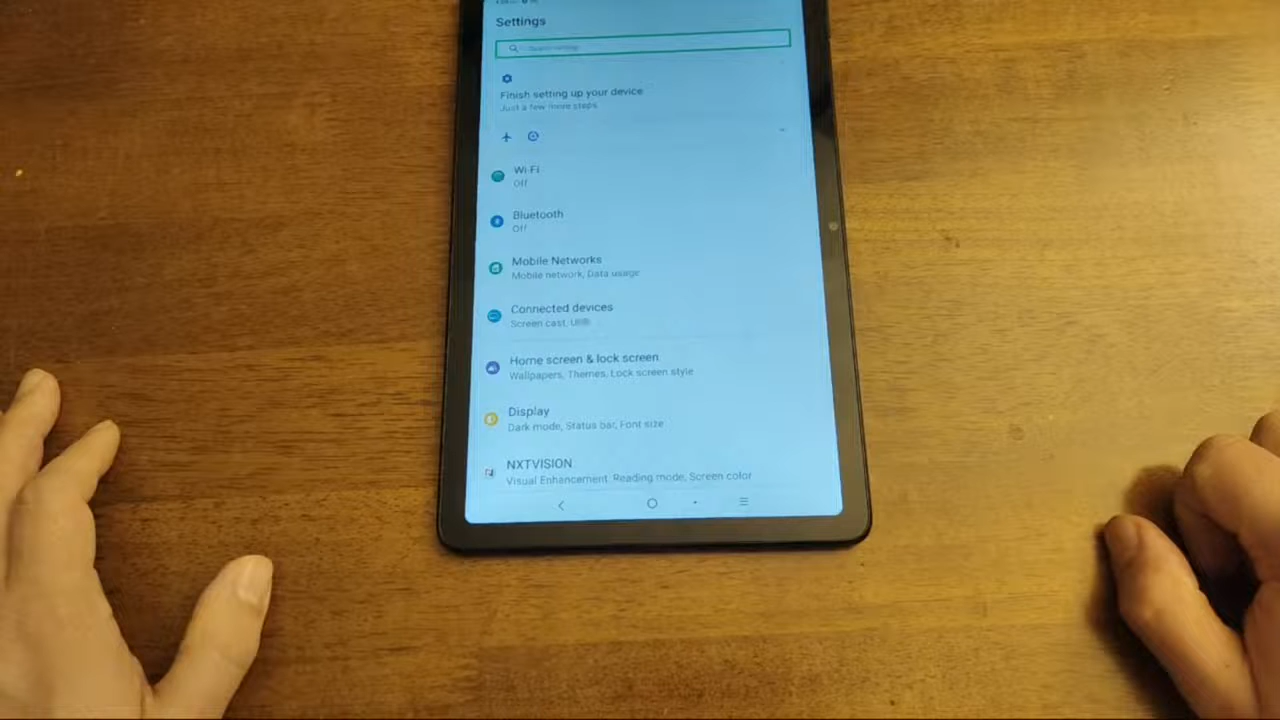 Settings
Finish setting up your device
Just a few more steps
Wi-Fi
Off
Bluetooth
Off
Mobile Networks
Mobile network, Data usage
Connected devices
Screen cast, USB
Home screen & lock screen
Wallpapers, Themes, Lock screen style
Display
Dark mode, Status bar, Font size
NXTVISION
Visual Enhancement, Reading mode, Screen color